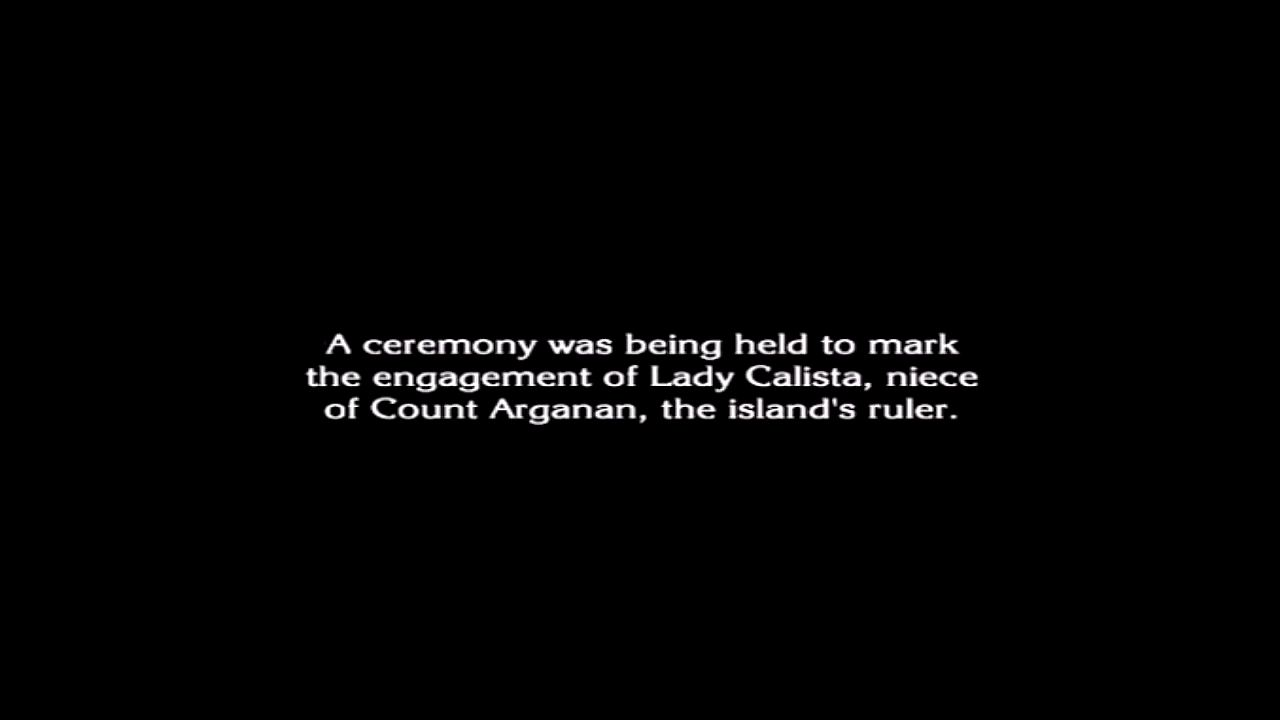 A ceremony was being held to mark
the engagement of Lady Calista, niece
of Count Arganan, the island's ruler.